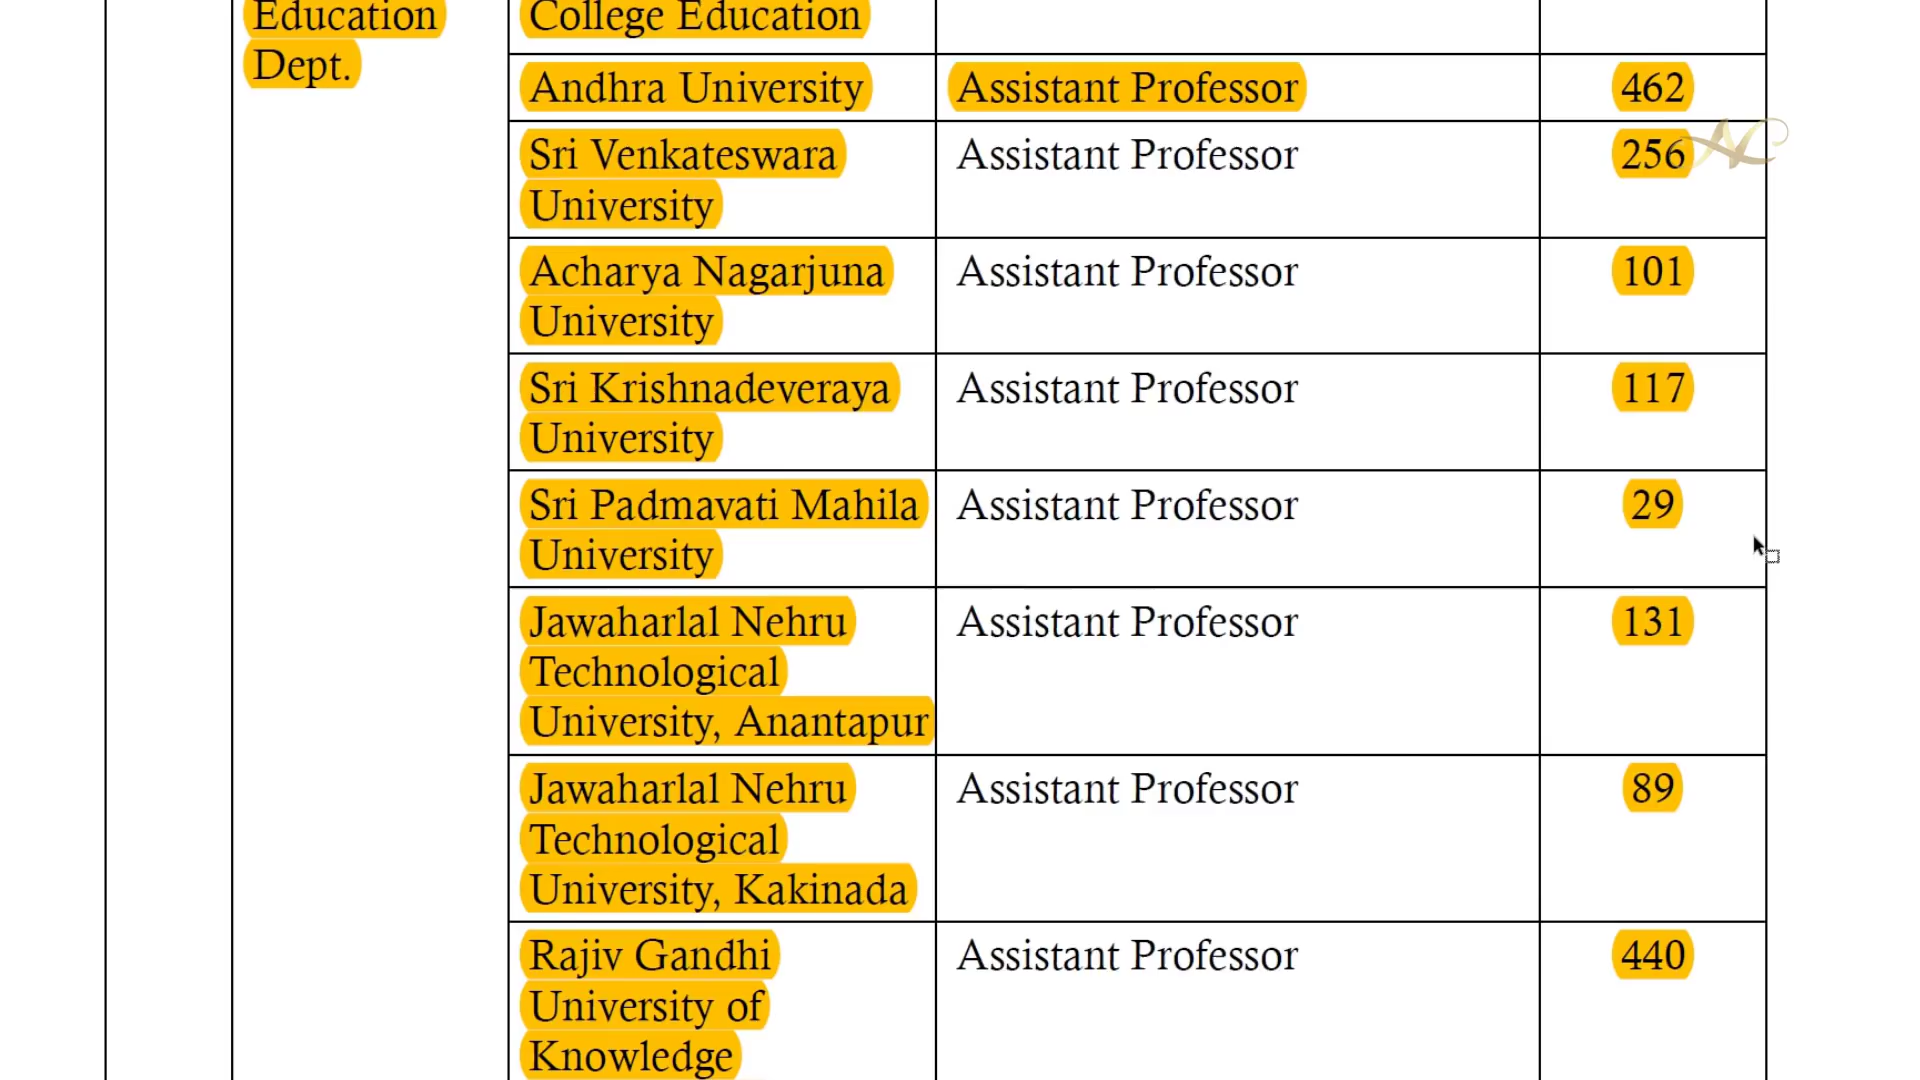 Education
Dept.
College Education
Andhra University Assistant Professor 462
Sri Venkateswara Assistant Professor 256
University
Acharya Nagarjuna Assistant Professor 101
University
Sri Krishnadeveraya Assistant Professor 117
University
Sri Padmavati Mahila Assistant Professor 29
University
Jawaharlal Nehru Assistant Professor 131
Technological
University, Anantapur
Jawaharlal Nehru Assistant Professor 89
Technological
University, Kakinada
Rajiv Gandhi Assistant Professor 440
University of
Knowledge